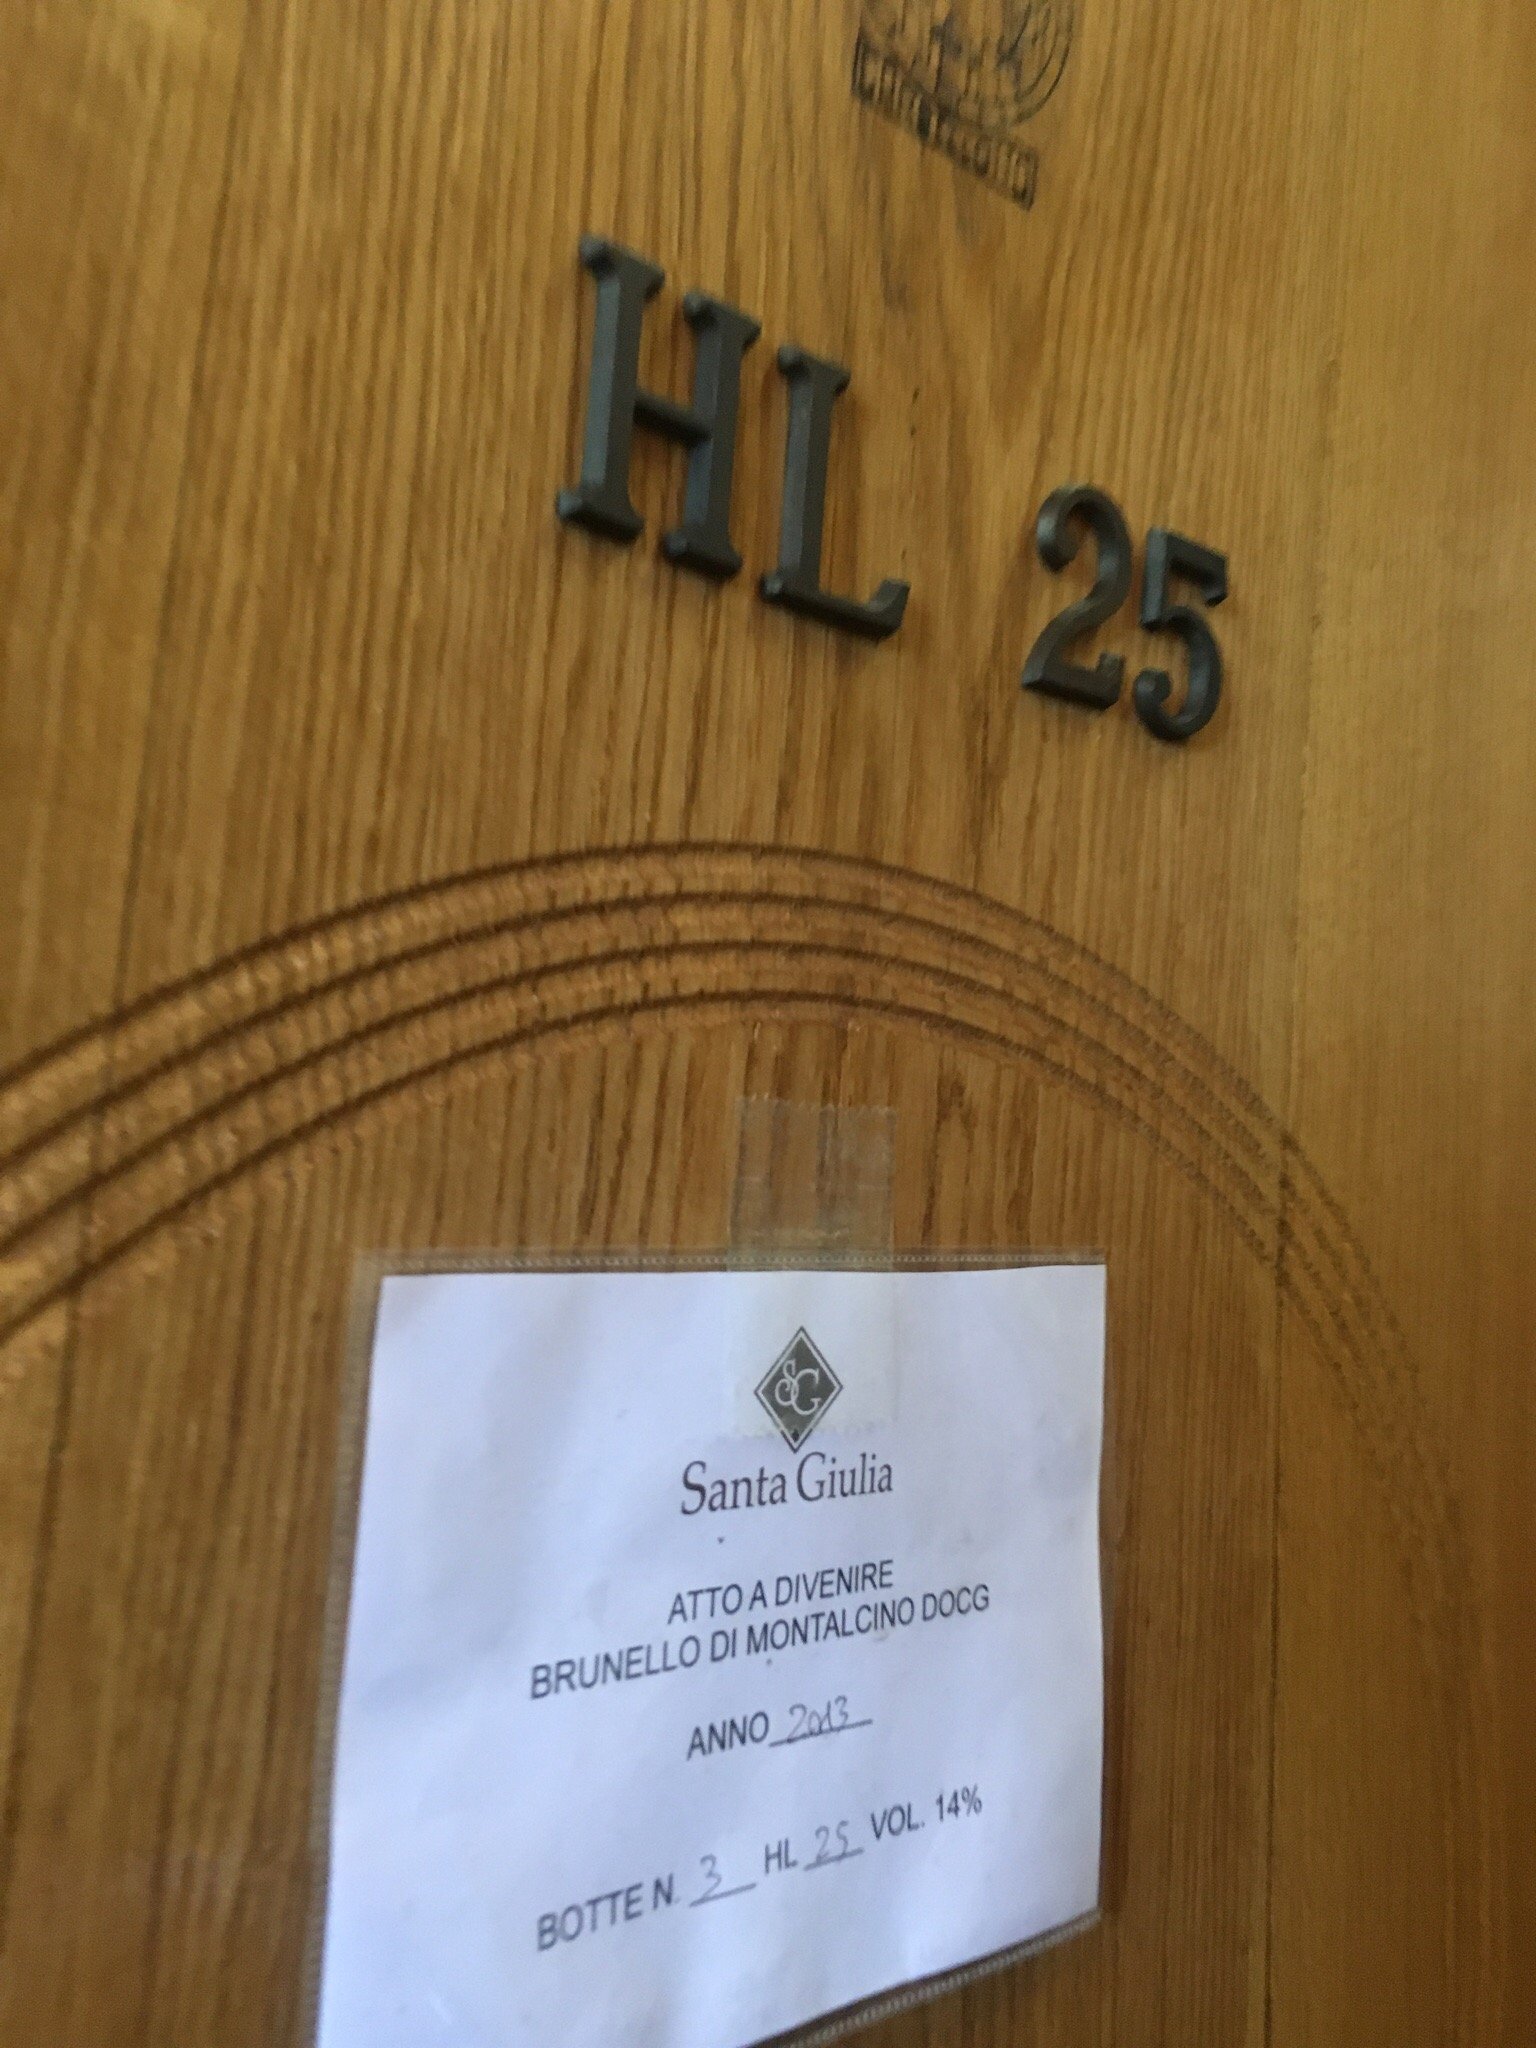 HL 25
SG
Santa Giulia
ATTO A DIVENIRE
BRUNELLO DI MONTALCINO DOCG
ANNO 2013
BOTTE N. 3 HL 25 VOL. 14%